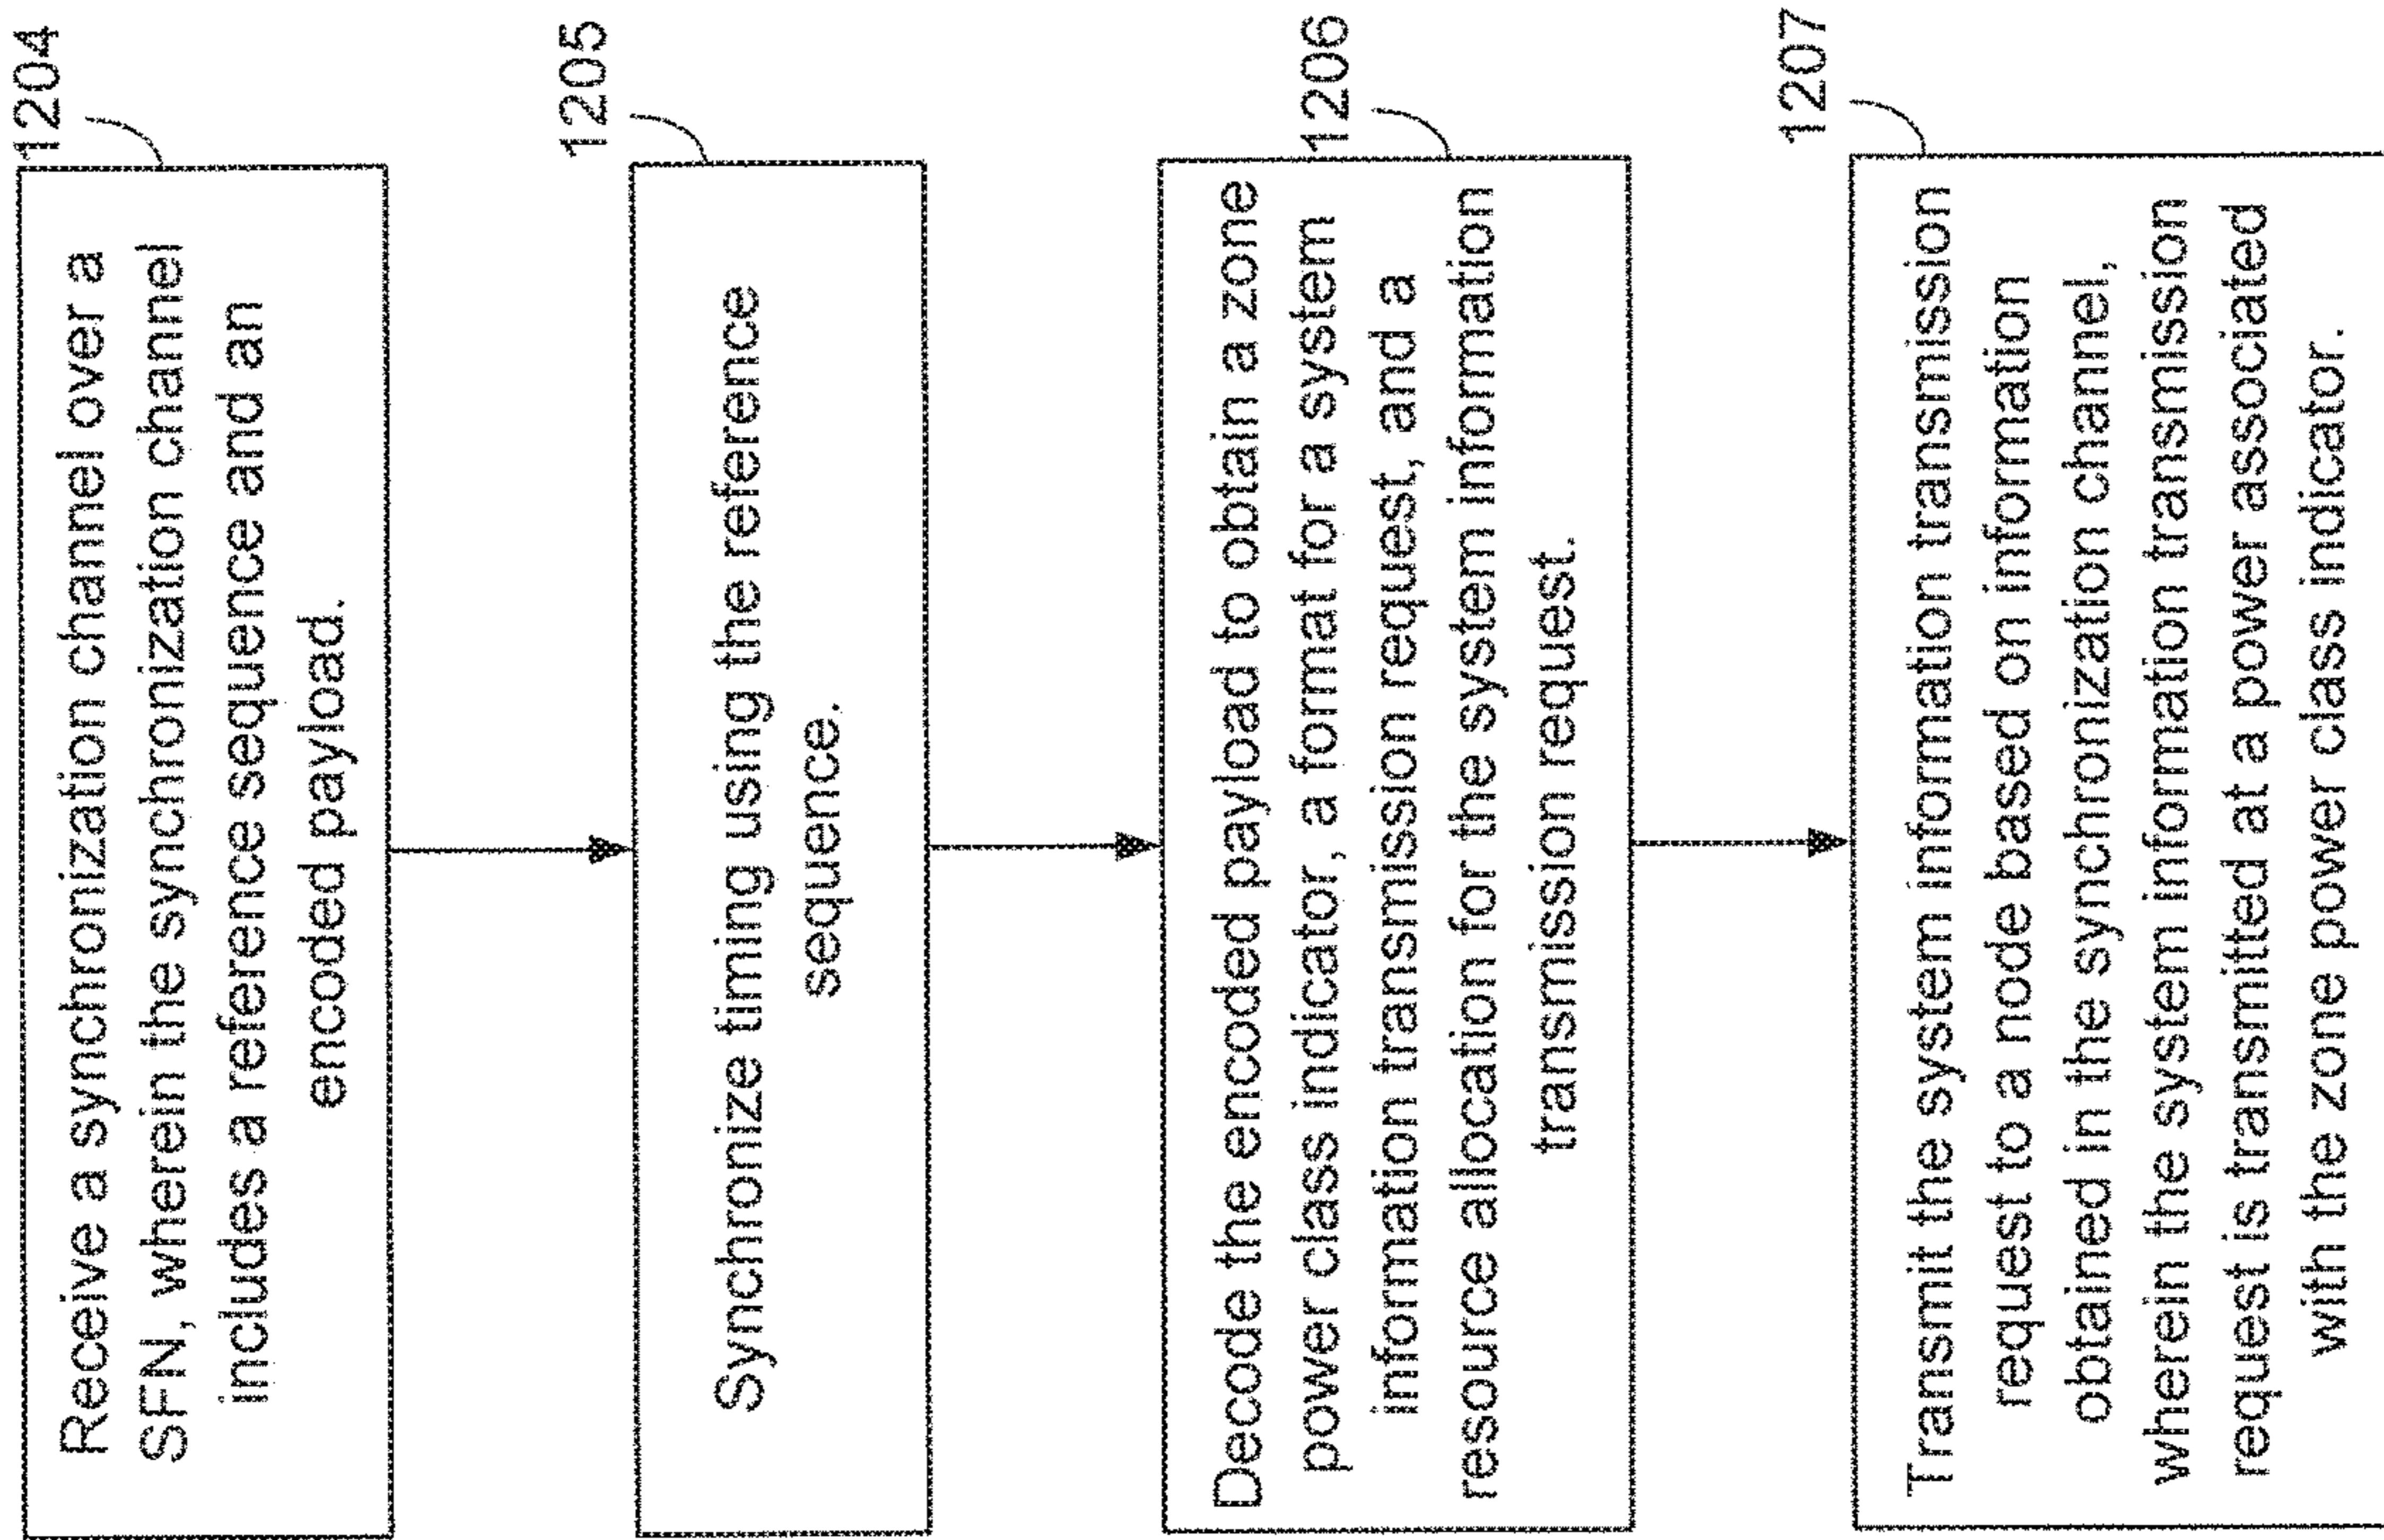 1204
Receive a synchronization channel over a
SFN, wherein the synchronization channel
includes a reference sequence and an
encoded payload.
1205
Synchronize timing using the reference
sequence.
1206
Decode the encoded payload to obtain a zone
power class indicator, a format for a system
information transmission request, and a
resource allocation for the system information
transmission request.
1207
Transmit the system information transmission
request to a node based on information
obtained in the synchronization channel,
wherein the system information transmission
request is transmitted at a power associated
with the zone power class indicator.